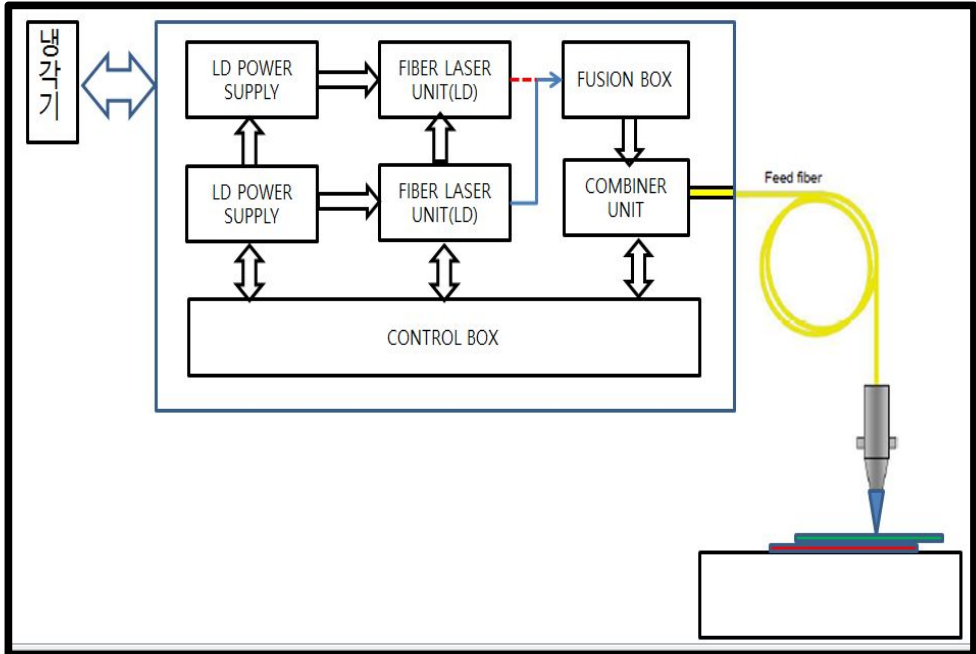 냉각기
LD POWER
SUPPLY
FIBER LASER
UNIT(LD)
FUSION BOX
LD POWER
SUPPLY
FIBER LASER
UNIT(LD)
COMBINER
UNIT
Feed fiber
CONTROL BOX